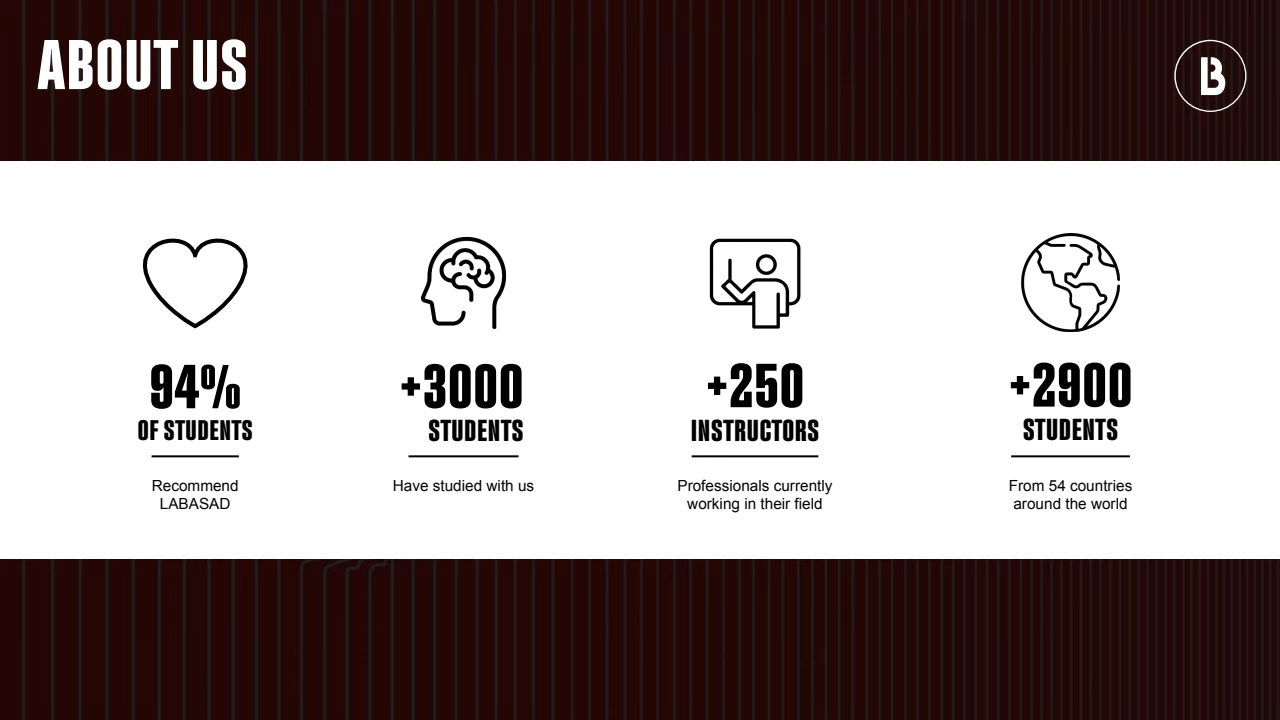 ABOUT US
B
94%
OF STUDENTS
Recommend
LABASAD
+3000
STUDENTS
Have studied with us
+250
INSTRUCTORS
Professionals currently
working in their field
+2900
STUDENTS
From 54 countries
around the world